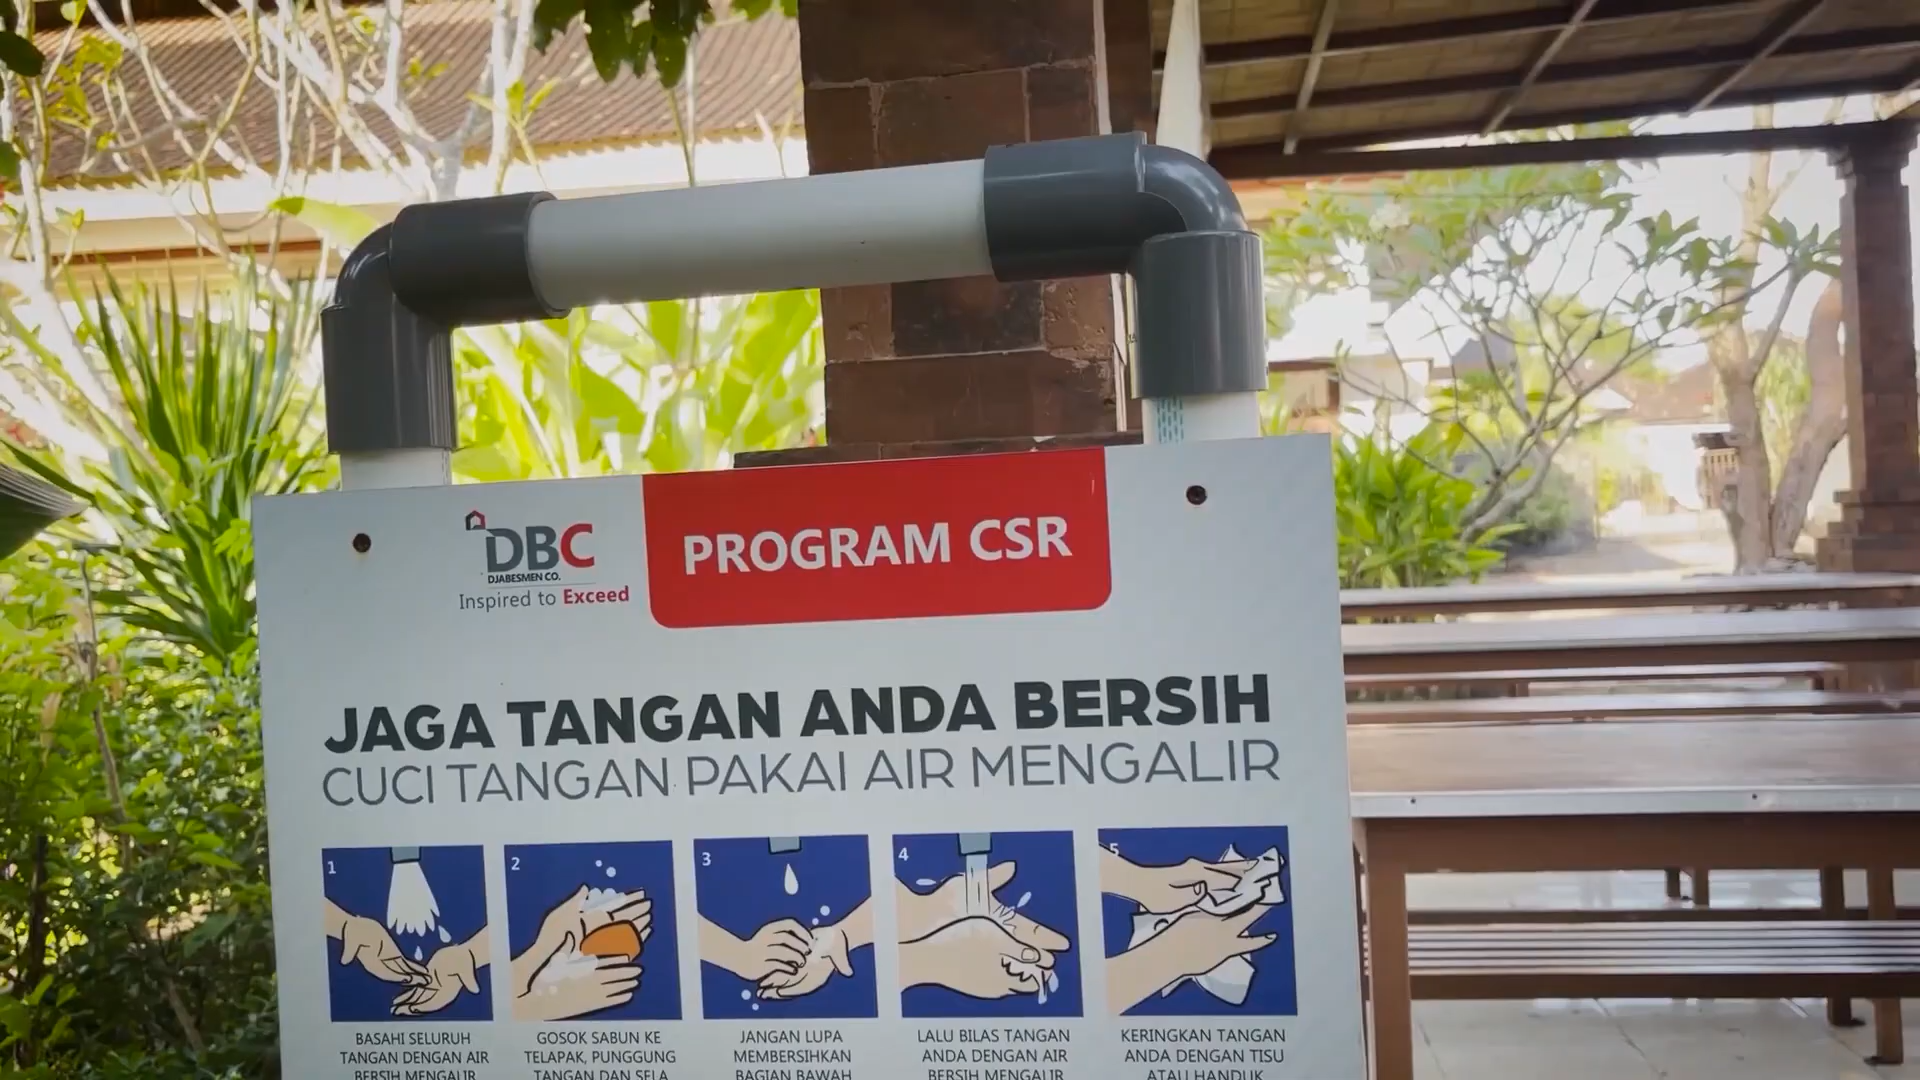 DBC
DJABESMEN CO.
Inspired to Exceed
PROGRAM CSR
JAGA TANGAN ANDA BERSIH
CUCI TANGAN PAKAI AIR MENGALIR
1
2
3
4
5
BASAHI SELURUH
TANGAN DENGAN AIR
BERSIH MENGALIR
GOSOK SABUN KE
TELAPAK, PUNGGUNG
TANGAN DAN SELA
JANGAN LUPA
MEMBERSIHKAN
BAGIAN BAWAH
LALU BILAS TANGAN
ANDA DENGAN AIR
BERSIH MENGALIR
KERINGKAN TANGAN
ANDA DENGAN TISU
ATAU HANDUK